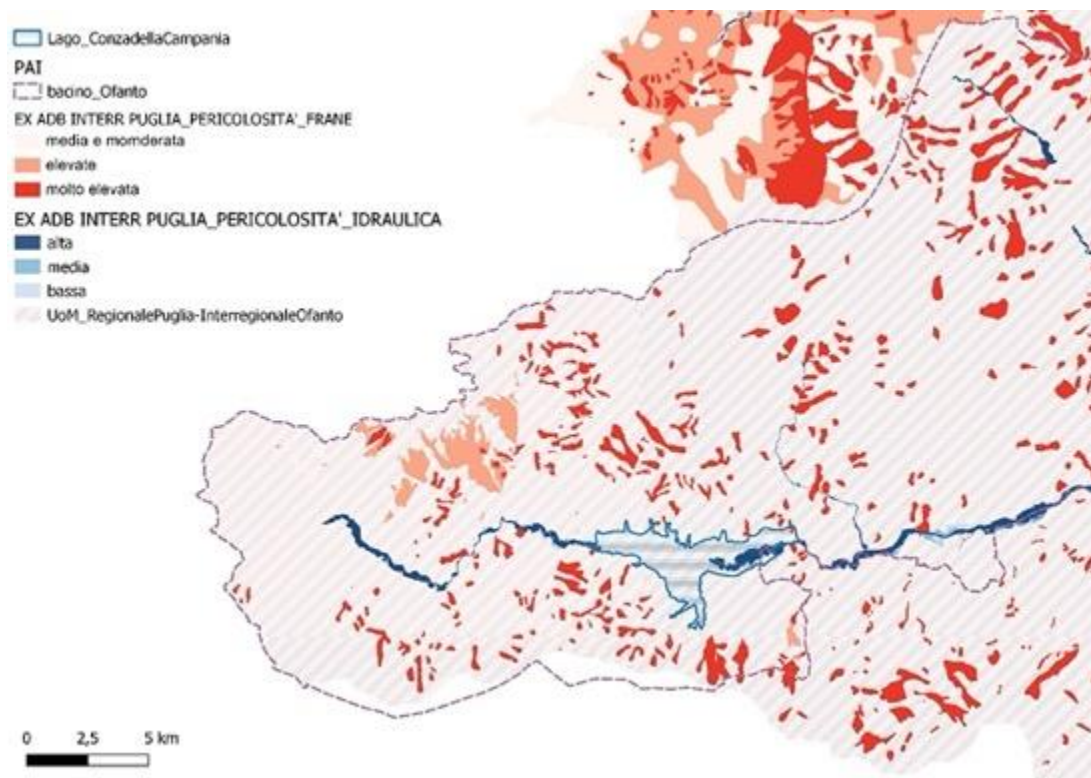 Lago_ConzadellaCampania
PAI
bacino_Ofanto
EX ADB INTERR PUGLIA_PERICOLOSITA'_FRANE
media e momderata
elevate
molto elevata
EX ADB INTERR PUGLIA_PERICOLOSITA'_IDRAULICA
alta
media
bassa
UoM_RegionalePuglia-InterregionaleOfanto
0 2,5 5 km